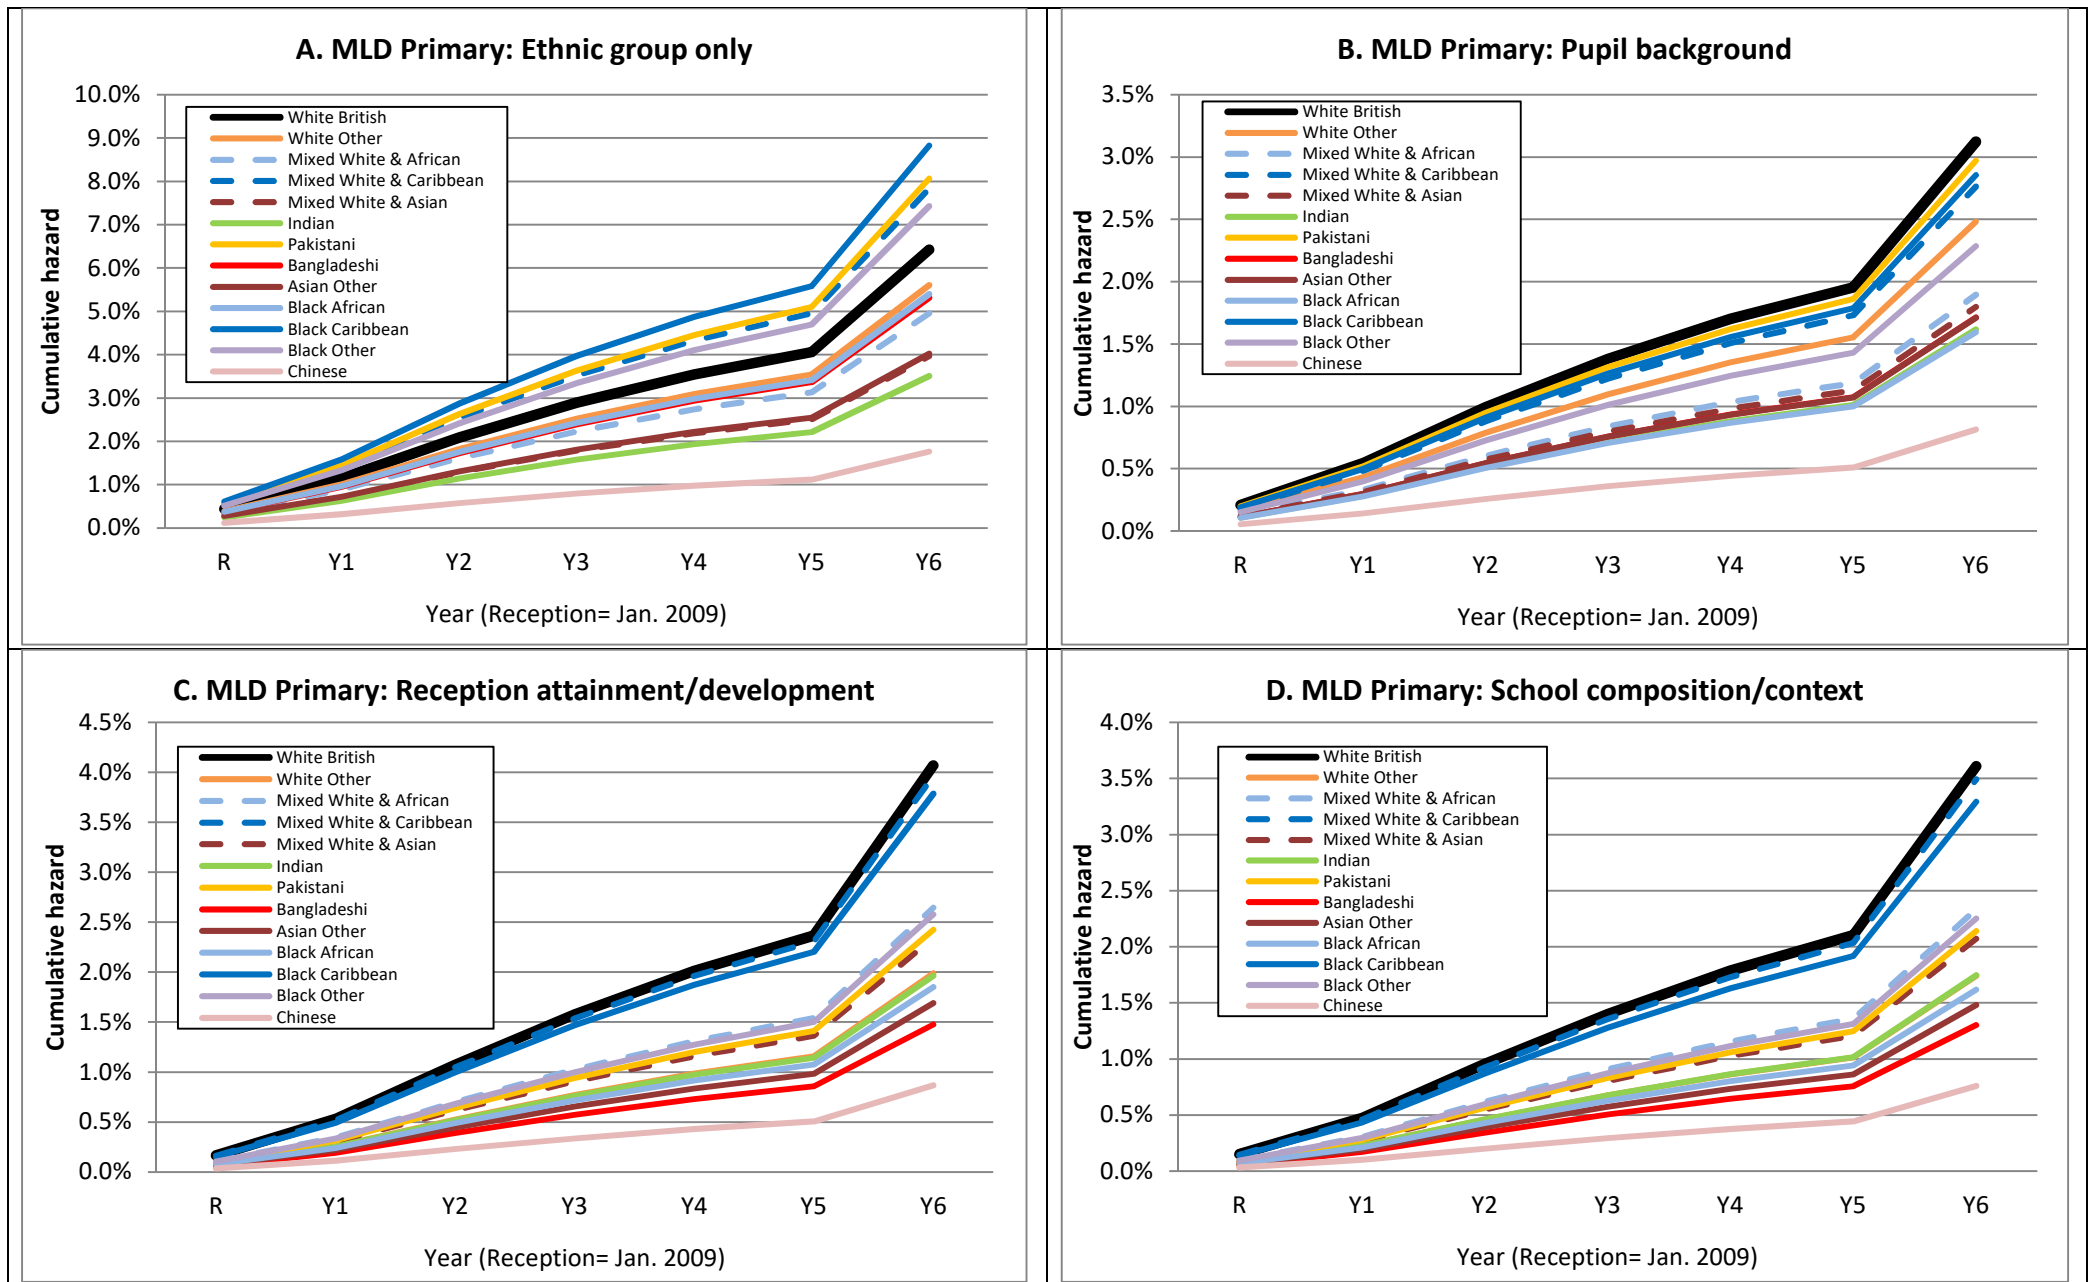 A. MLD Primary: Ethnic group only
10.0%
9.0%
8.0%
7.0%
6.0%
5.0%
4.0%
3.0%
2.0%
1.0%
0.0%
Cumulative hazard
White British
White Other
Mixed White & African
Mixed White & Caribbean
Mixed White & Asian
Indian
Pakistani
Bangladeshi
Asian Other
Black African
Black Caribbean
Black Other
Chinese
R Y1 Y2 Y3 Y4 Y5 Y6
Year (Reception= Jan. 2009)
B. MLD Primary: Pupil background
3.5%
3.0%
2.5%
2.0%
1.5%
1.0%
0.5%
0.0%
Cumulative hazard
White British
White Other
Mixed White & African
Mixed White & Caribbean
Mixed White & Asian
Indian
Pakistani
Bangladeshi
Asian Other
Black African
Black Caribbean
Black Other
Chinese
R Y1 Y2 Y3 Y4 Y5 Y6
Year (Reception= Jan. 2009)
C. MLD Primary: Reception attainment/development
4.5%
4.0%
3.5%
3.0%
2.5%
2.0%
1.5%
1.0%
0.5%
0.0%
Cumulative hazard
White British
White Other
Mixed White & African
Mixed White & Caribbean
Mixed White & Asian
Indian
Pakistani
Bangladeshi
Asian Other
Black African
Black Caribbean
Black Other
Chinese
R Y1 Y2 Y3 Y4 Y5 Y6
Year (Reception= Jan. 2009)
D. MLD Primary: School composition/context
4.0%
3.5%
3.0%
2.5%
2.0%
1.5%
1.0%
0.5%
0.0%
Cumulative hazard
White British
White Other
Mixed White & African
Mixed White & Caribbean
Mixed White & Asian
Indian
Pakistani
Bangladeshi
Asian Other
Black African
Black Caribbean
Black Other
Chinese
R Y1 Y2 Y3 Y4 Y5 Y6
Year (Reception= Jan. 2009)